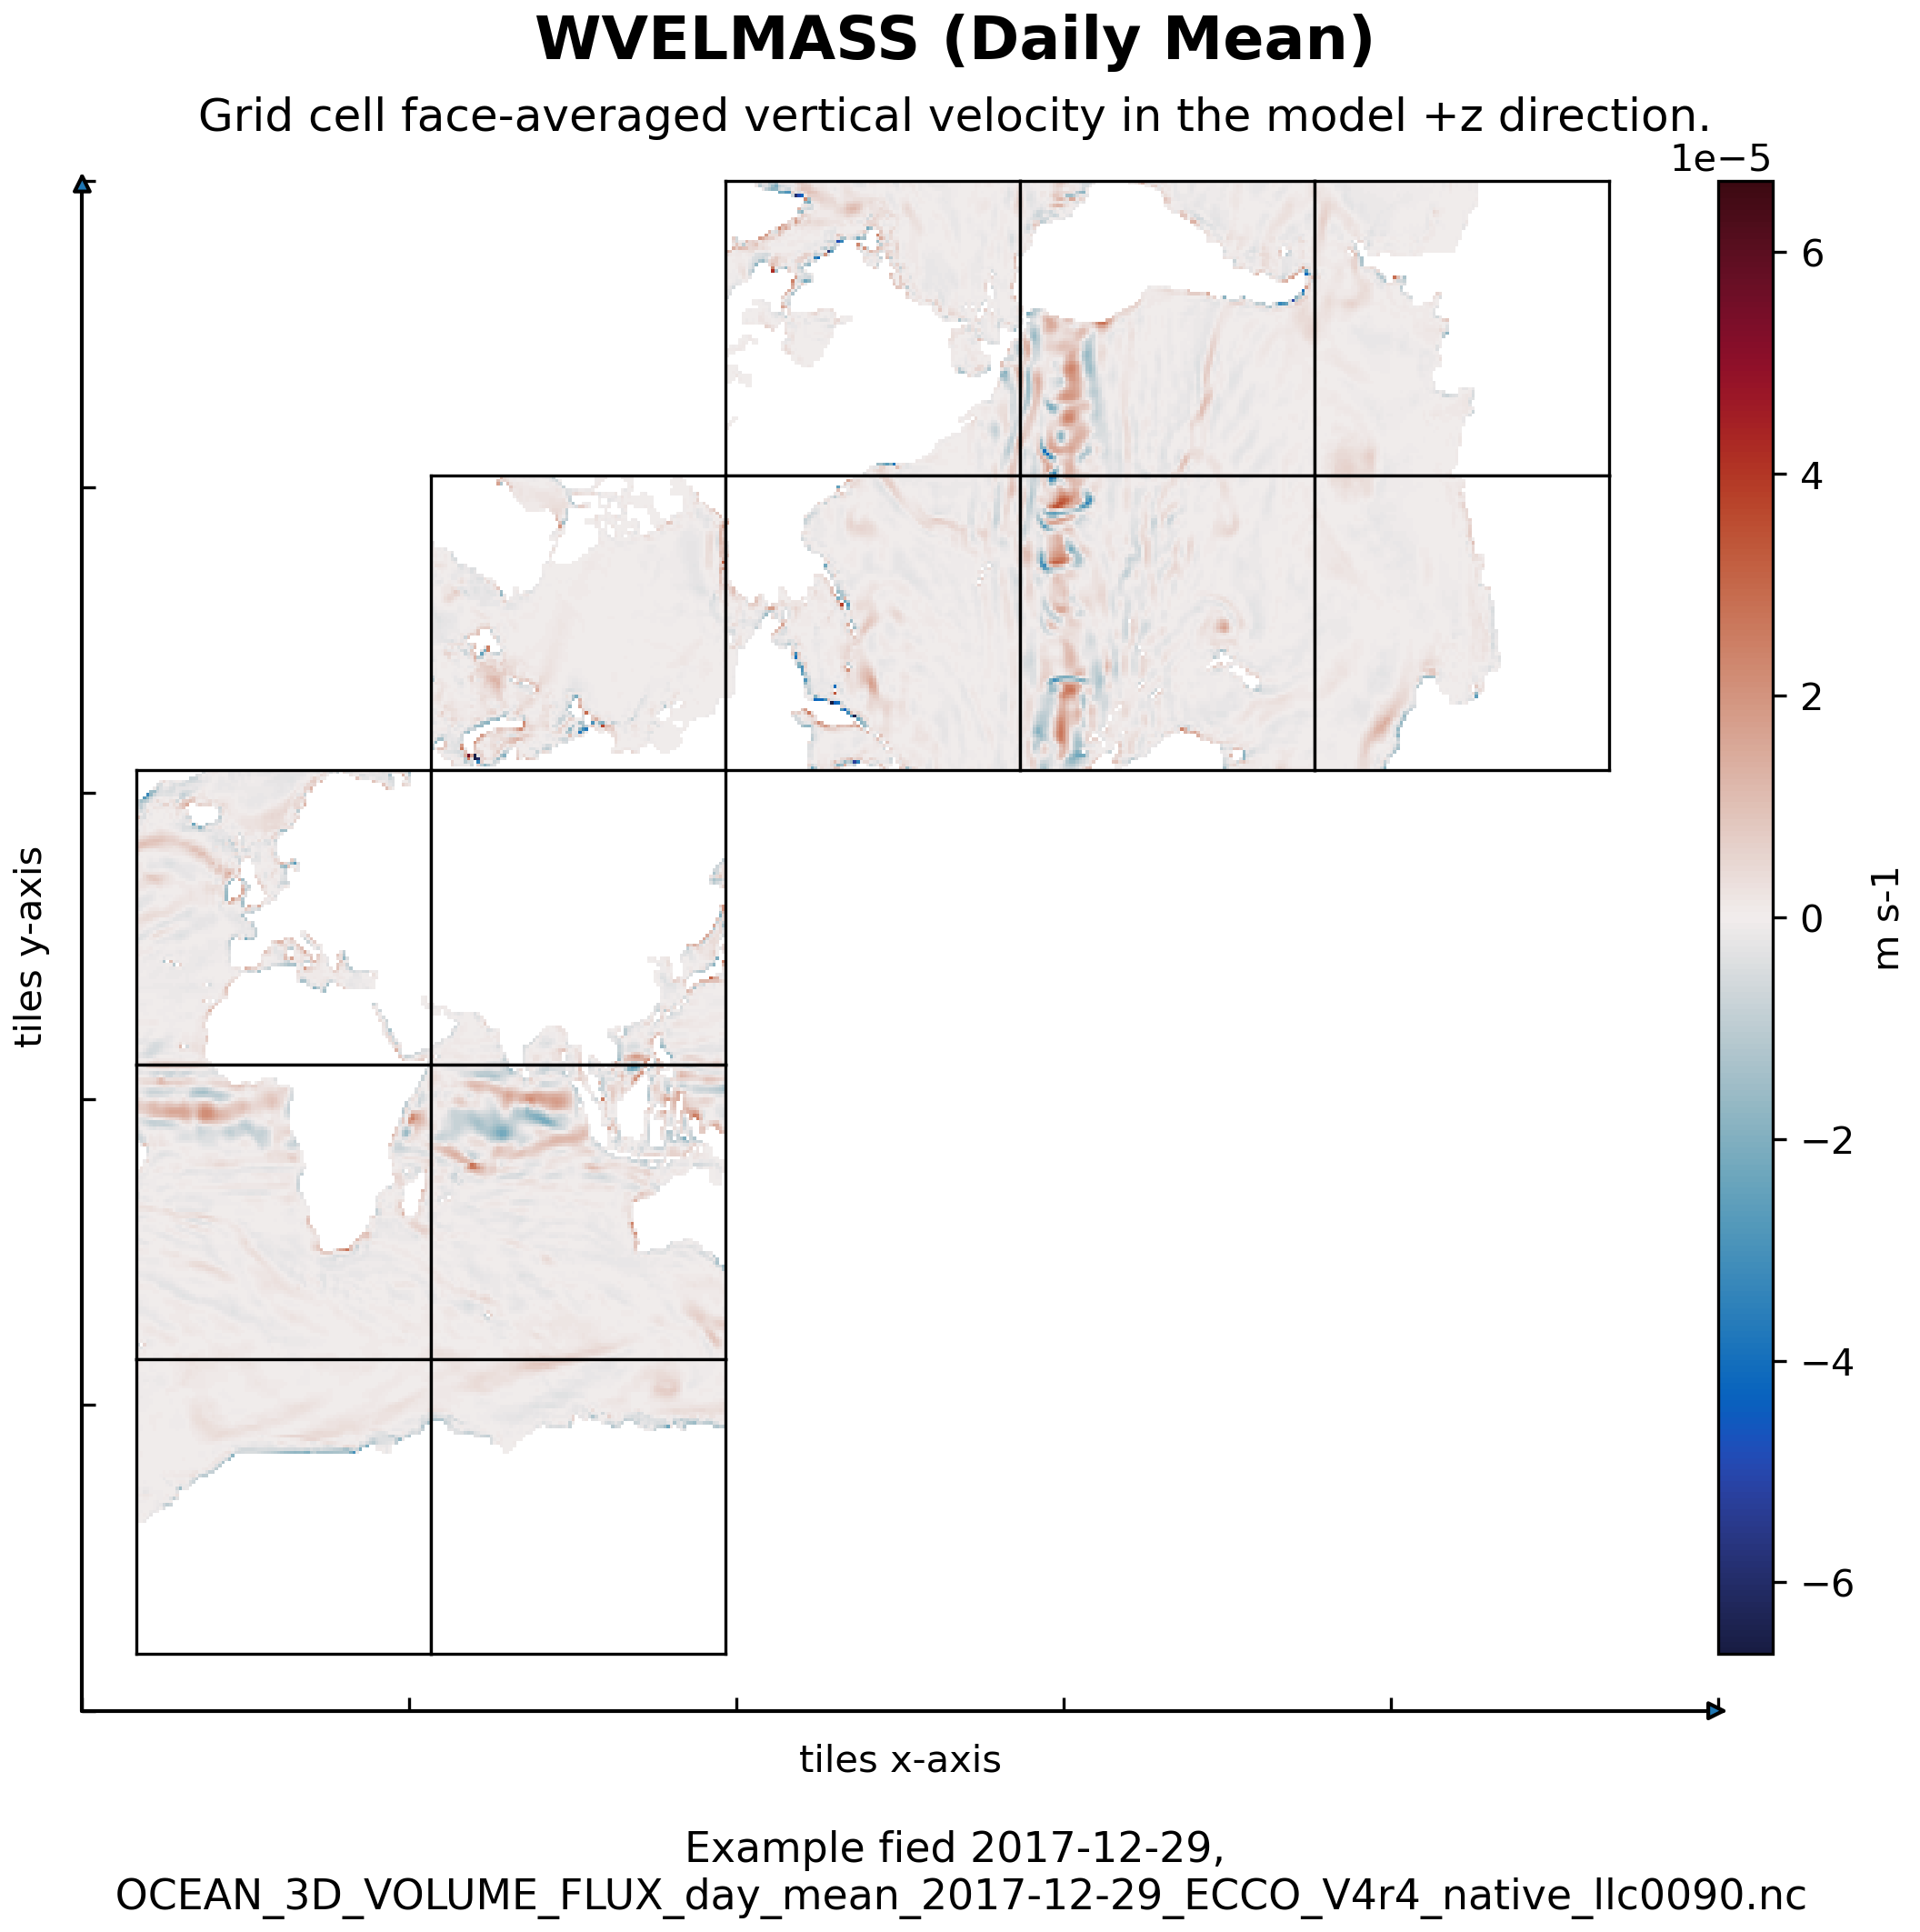 WVELMASS (Daily Mean)
Grid cell face-averaged vertical velocity in the model +z direction.
1e−5
6
4
2
0
−2
−4
−6
m s-1
tiles y-axis
tiles x-axis
Example fied 2017-12-29,
OCEAN_3D_VOLUME_FLUX_day_mean_2017-12-29_ECCO_V4r4_native_llc0090.nc